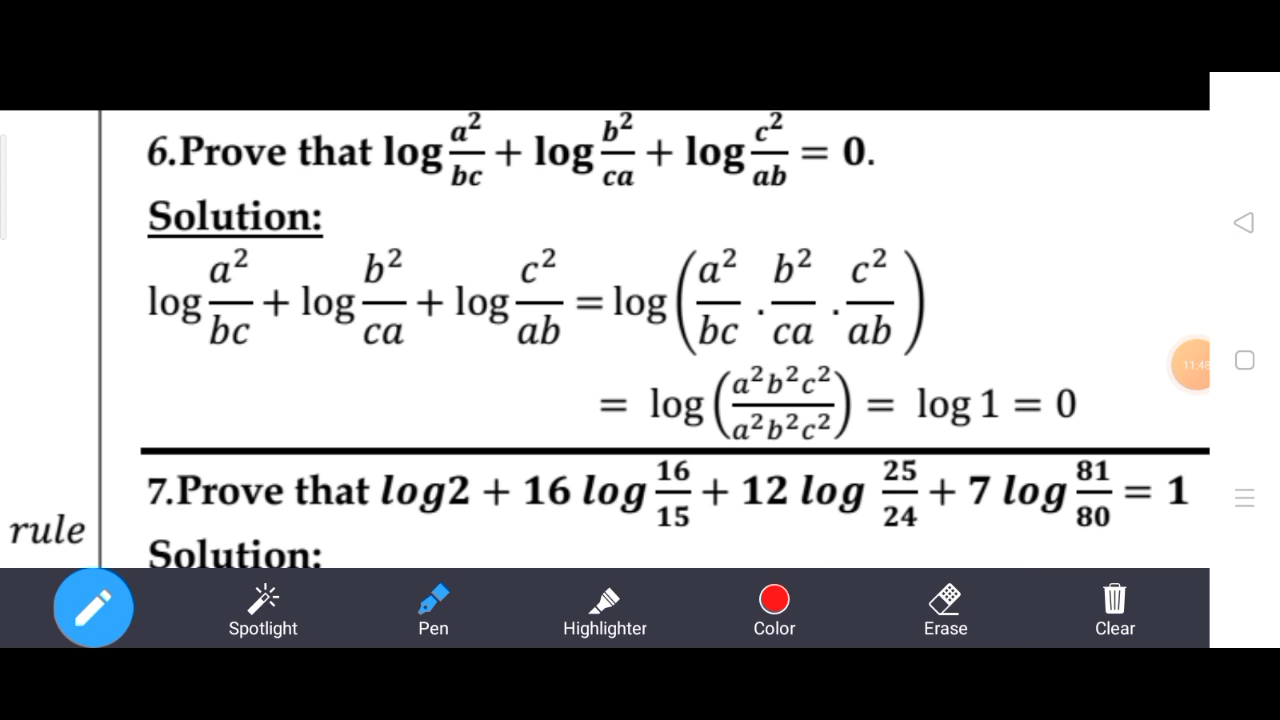 6.Prove that log a²/bc + log b²/ca + log c²/ab = 0.
Solution:
log a²/bc + log b²/ca + log c²/ab = log(a²/bc . b²/ca . c²/ab)
= log(a²b²c²/a²b²c²) = log 1 = 0
7.Prove that log2 + 16 log 16/15 + 12 log 25/24 + 7 log 81/80 = 1
rule
Solution:
11:48
Spotlight Pen Highlighter Color Erase Clear